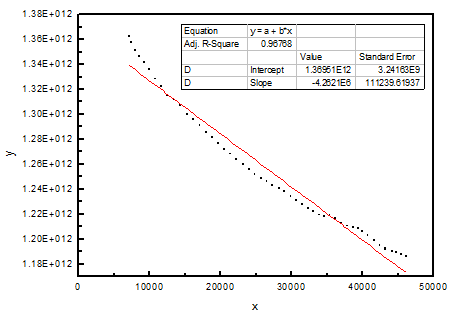 1.38E+012
Equation y = a + b*x
Adj. R-Square 0.96768
Value Standard Error
D Intercept 1.36951E12 3.24163E9
D Slope -4.2621E6 111239.61937
1.36E+012
1.34E+012
1.32E+012
1.30E+012
1.28E+012
1.26E+012
1.24E+012
1.22E+012
1.20E+012
1.18E+012
y
0 10000 20000 30000 40000 50000
x